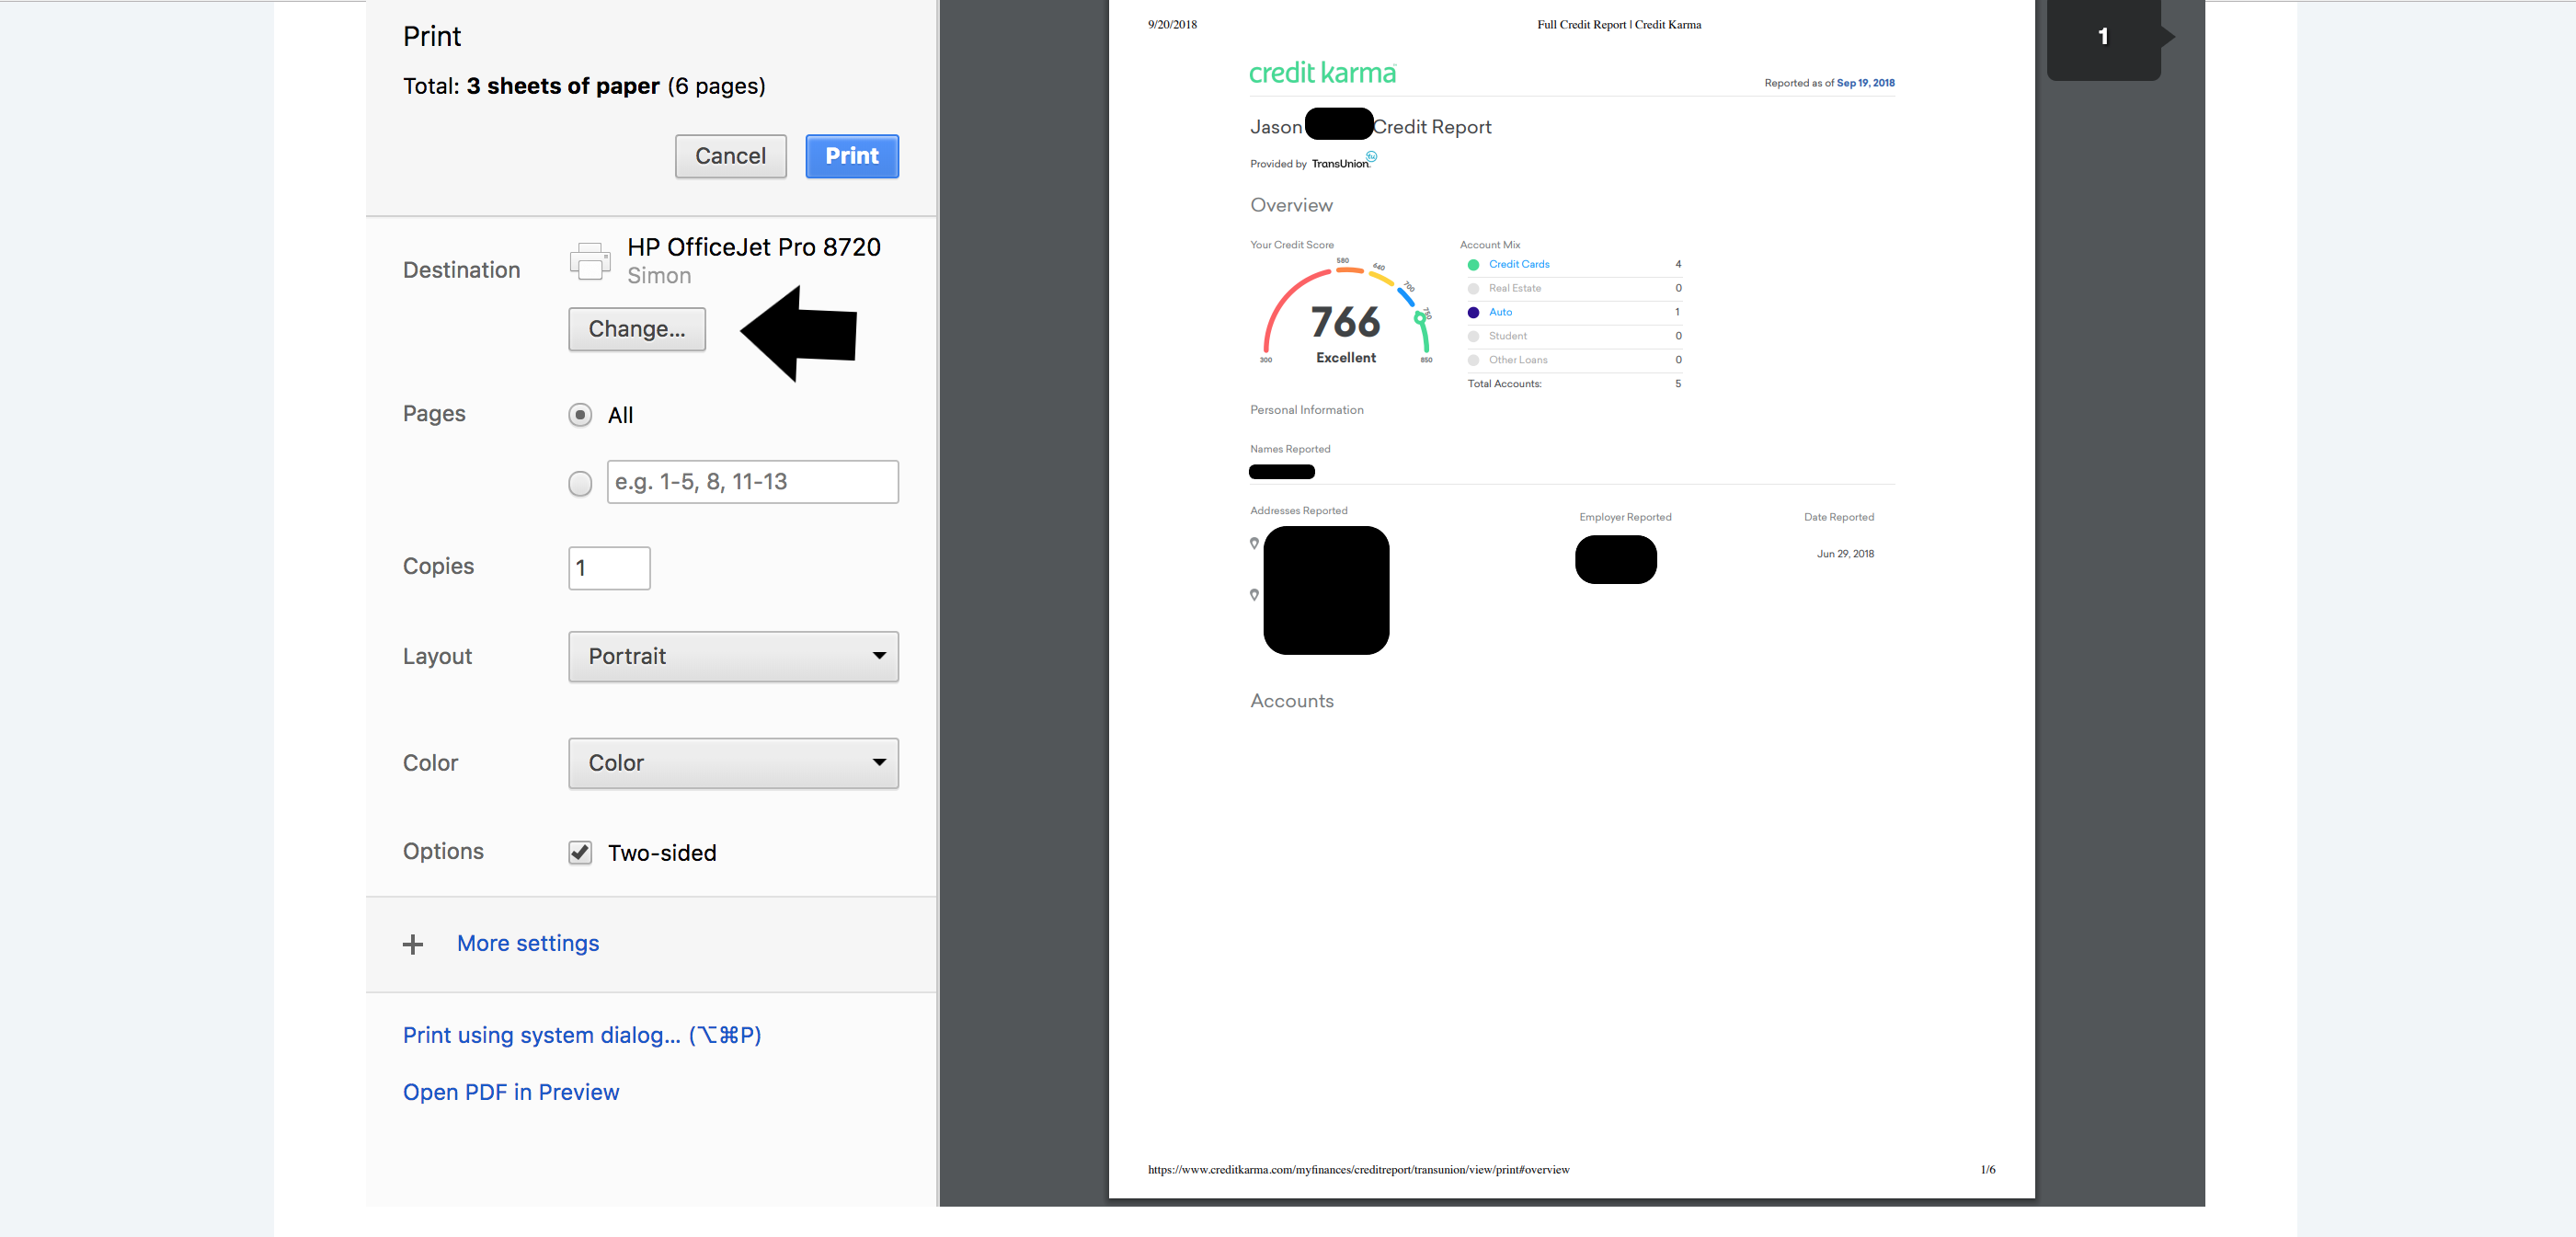 Print
Total: 3 sheets of paper (6 pages)
Cancel
Print
Destination
HP OfficeJet Pro 8720
Simon
Change...
Pages
All
e.g. 1-5, 8, 11-13
Copies
1
Layout
Portrait
Color
Color
Options
Two-sided
More settings
Print using system dialog... (⌥⌘P)
Open PDF in Preview
9/20/2018
Full Credit Report | Credit Karma
credit karma
Reported as of Sep 19, 2018
Jason Credit Report
Provided by TransUnion
tu
Overview
Your Credit Score
300
580
640
700
750
850
766
Excellent
Account Mix
Credit Cards 4
Real Estate 0
Auto 1
Student 0
Other Loans 0
Total Accounts: 5
Personal Information
Names Reported
Addresses Reported
Employer Reported
Date Reported
Jun 29, 2018
Accounts
https://www.creditkarma.com/myfinances/creditreport/transunion/view/print#overview
1/6
1